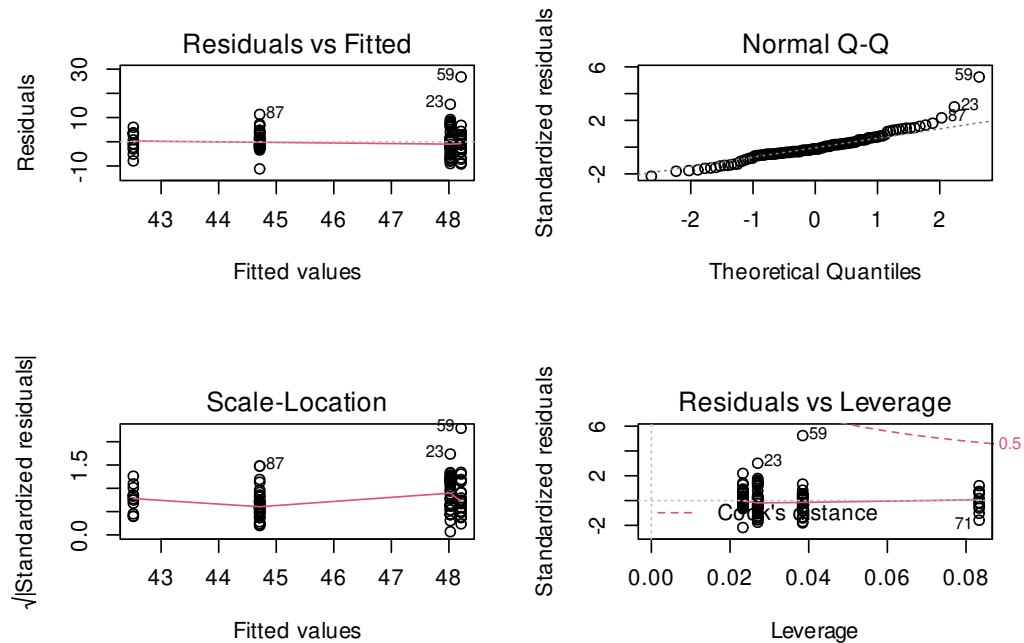 Residuals vs Fitted
Residuals
30
10
-10
59
23
87
43 44 45 46 47 48
Fitted values
Normal Q-Q
Standardized residuals
6
2
-2
59
23
87
-2 -1 0 1 2
Theoretical Quantiles
Scale-Location
√|Standardized residuals|
1.5
0.0
59
23
87
43 44 45 46 47 48
Fitted values
Residuals vs Leverage
Standardized residuals
6
2
-2
59
23
71
0.5
Cook's distance
0.00 0.02 0.04 0.06 0.08
Leverage